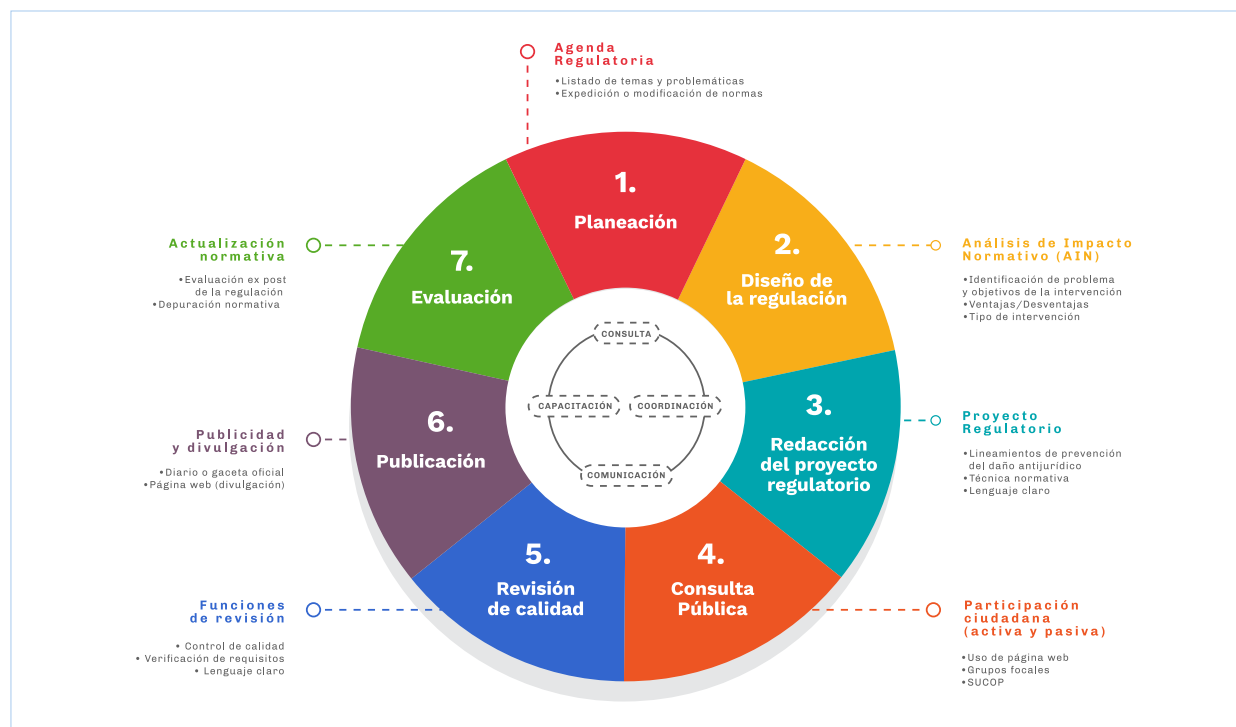 Agenda
Regulatoria
•Listado de temas y problemáticas
•Expedición o modificación de normas
1.
Planeación
2.
Diseño de
la regulación
Análisis de Impacto
Normativo (AIN)
•Identificación de problema
y objetivos de la intervención
•Ventajas/Desventajas
•Tipo de intervención
3.
Redacción
del proyecto
regulatorio
Proyecto
Regulatorio
•Lineamientos de prevención
del daño antijurídico
•Técnica normativa
•Lenguaje claro
4.
Consulta
Pública
Participación
ciudadana
(activa y pasiva)
•Uso de página web
•Grupos focales
•SUCOP
5.
Revisión
de calidad
Funciones
de revisión
• Control de calidad
• Verificación de requisitos
• Lenguaje claro
6.
Publicación
Publicidad
y divulgación
•Diario o gaceta oficial
•Página web (divulgación)
7.
Evaluación
Actualización
normativa
•Evaluación ex post
de la regulación
•Depuración normativa
CONSULTA
CAPACITACIÓN
COORDINACIÓN
COMUNICACIÓN